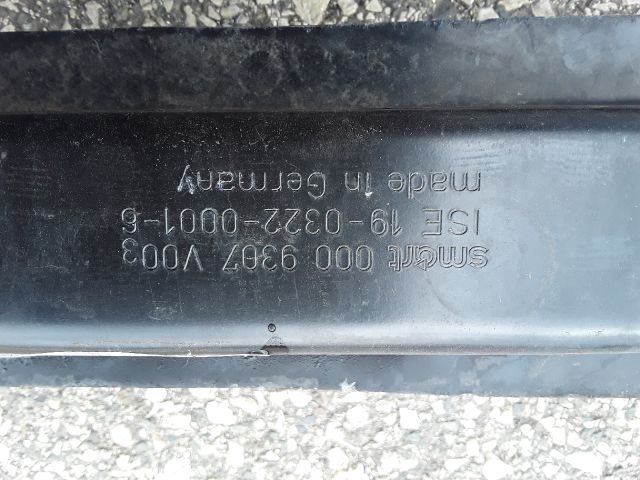 smart 000 9307 V003
ISE 19-0322-0001-6
made in Germany